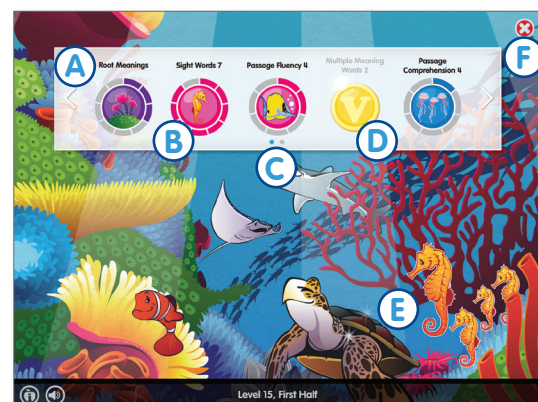 A
Root Meanings
Sight Words 7
Passage Fluency 4
Multiple Meaning
Words 2
Passage
Comprehension 4
F
B
V
D
C
E
Level 15, First Half